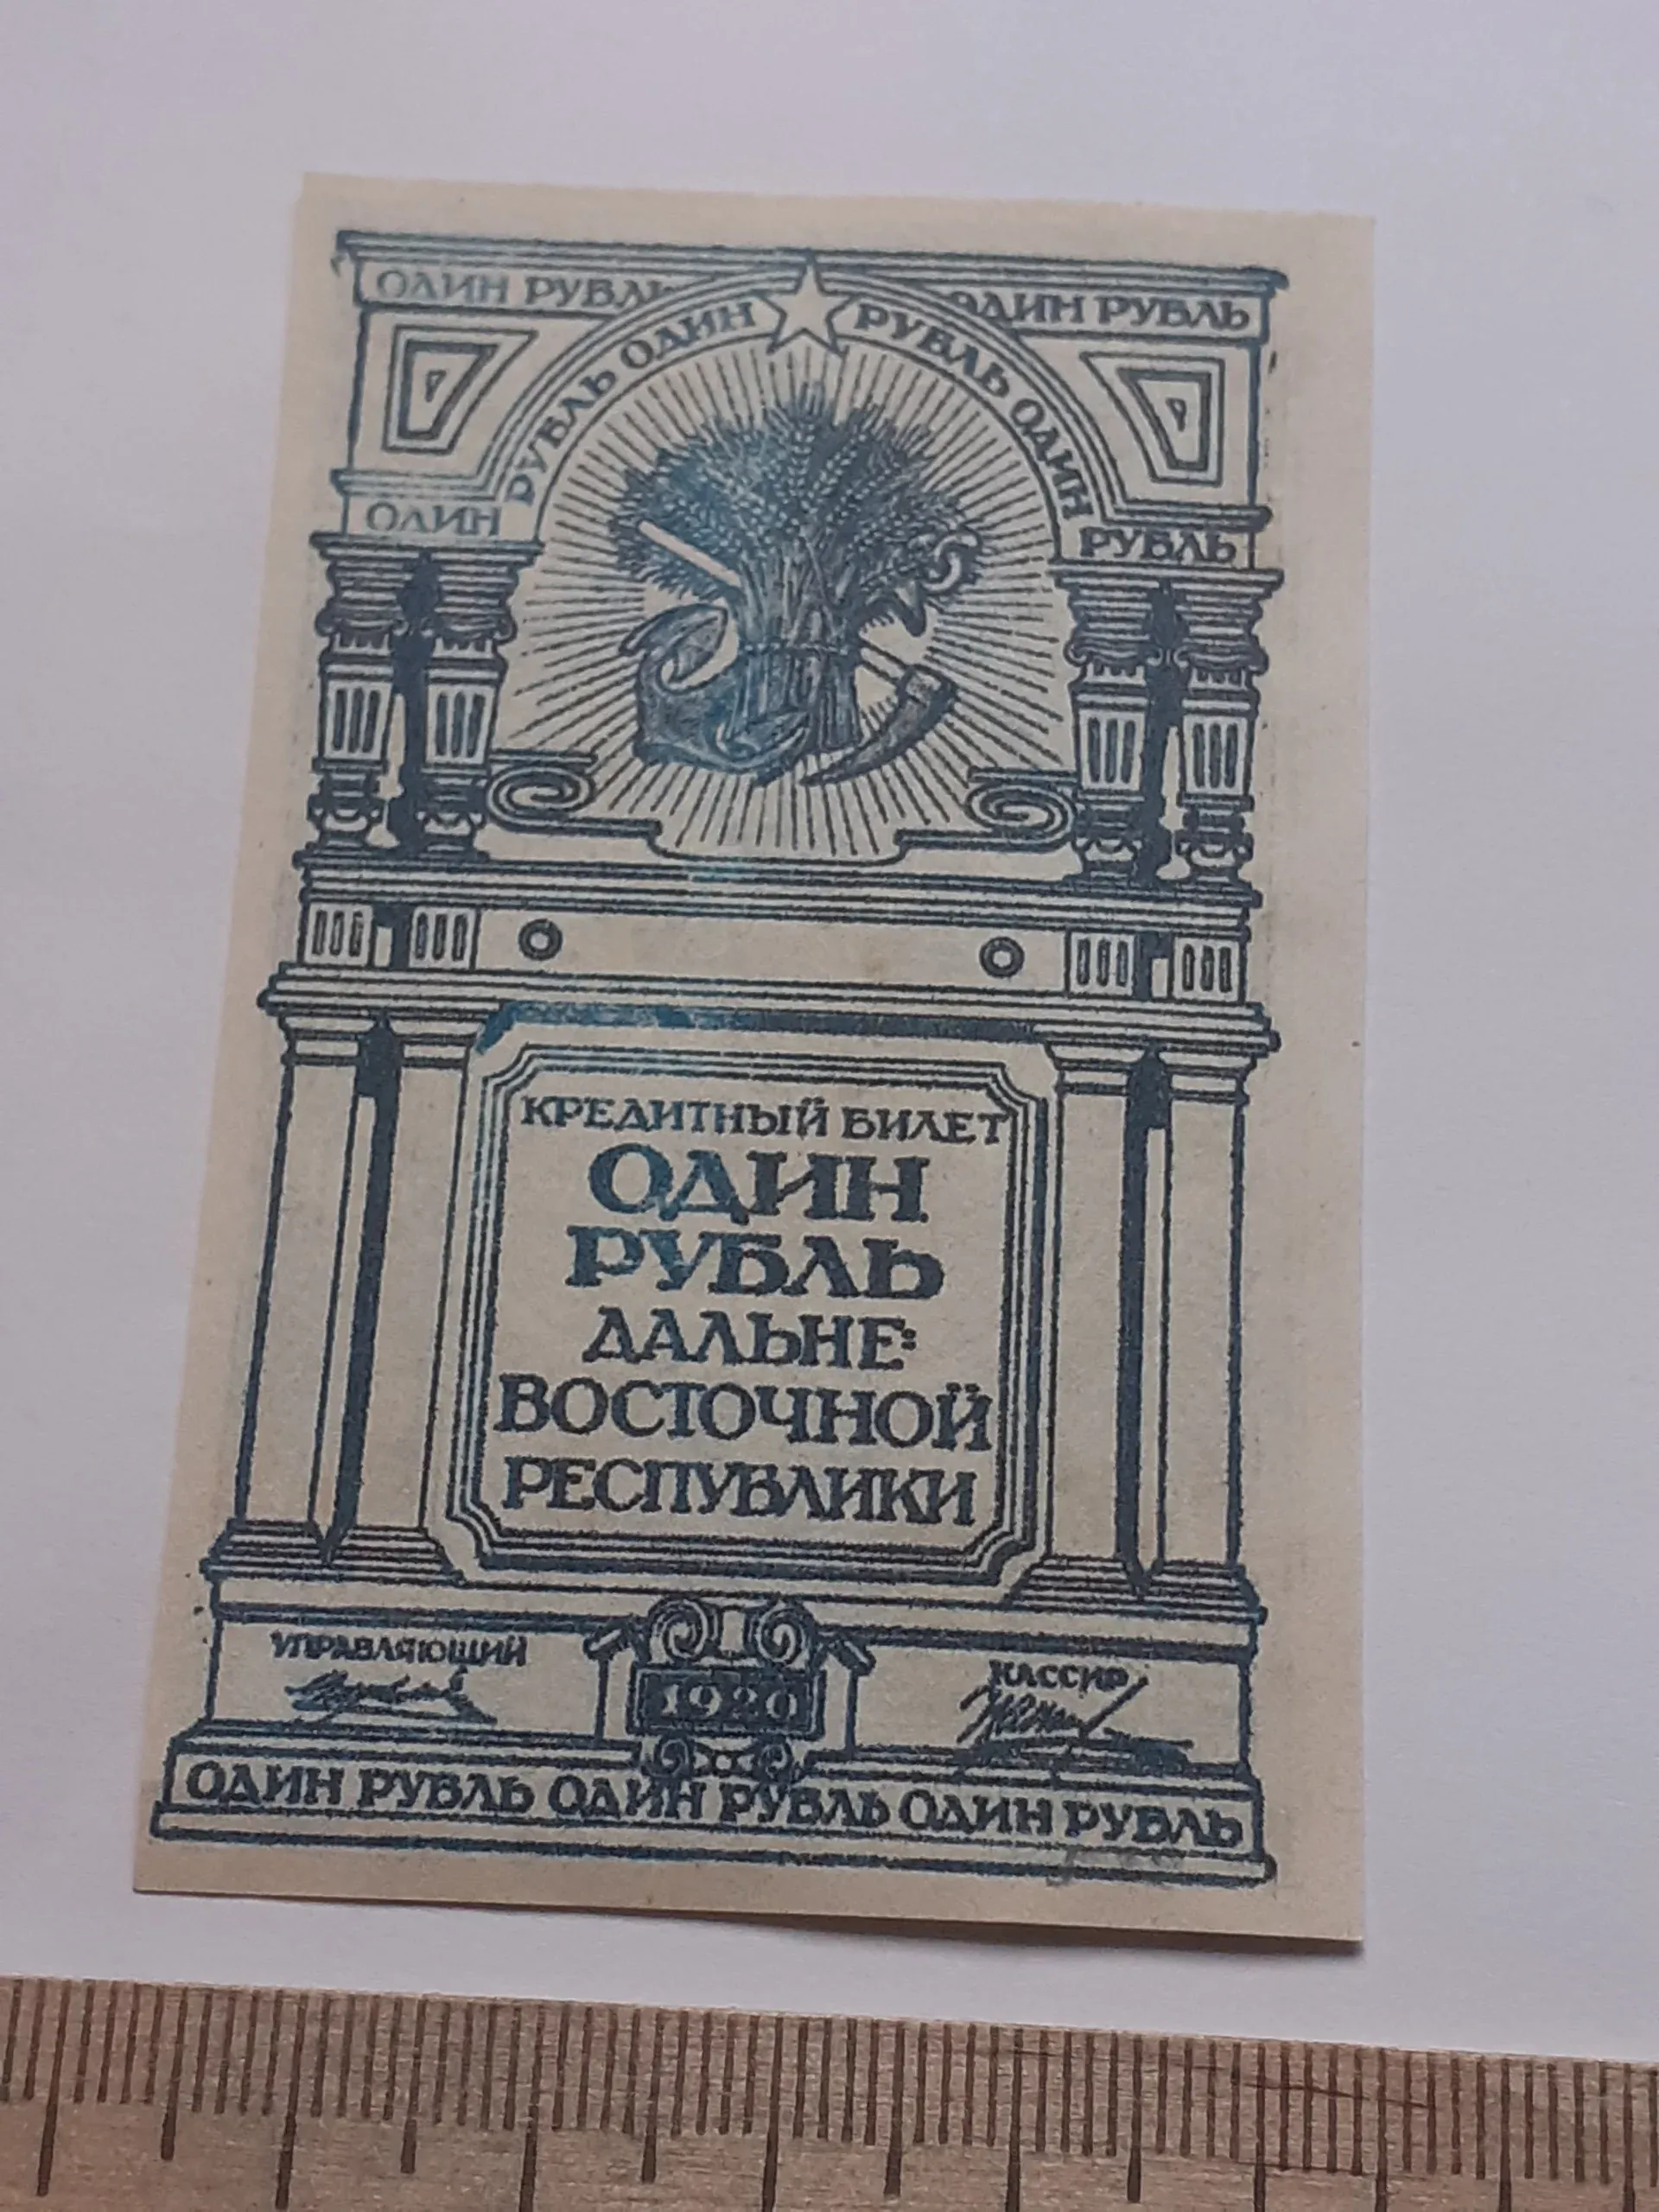 ОДИН РУБЛЬ ОДИН РУБЛЬ
РУБЛЬ ОДИН РУБЛЬ ОДИН
ОДИН РУБЛЬ
КРЕДИТНЫЙ БИЛЕТ
ОДИН
РУБЛЬ
ДАЛЬНЕ:
ВОСТОЧНОЙ
РЕСПУБЛИКИ
УПРАВЛЯЮЩИЙ КАССИР
1920
ОДИН РУБЛЬ ОДИН РУБЛЬ ОДИН РУБЛЬ